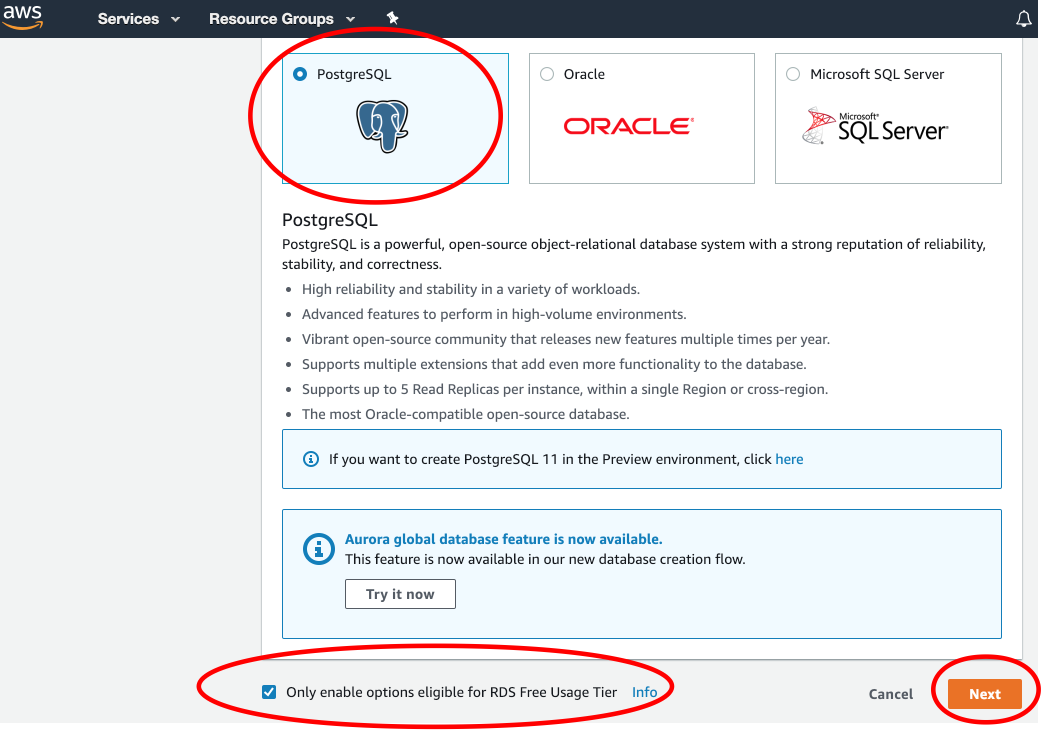 aws
Services
Resource Groups
PostgreSQL
Oracle
Microsoft SQL Server
ORACLE®
Microsoft®
SQL Server®
PostgreSQL
PostgreSQL is a powerful, open-source object-relational database system with a strong reputation of reliability,
stability, and correctness.
• High reliability and stability in a variety of workloads.
• Advanced features to perform in high-volume environments.
• Vibrant open-source community that releases new features multiple times per year.
• Supports multiple extensions that add even more functionality to the database.
• Supports up to 5 Read Replicas per instance, within a single Region or cross-region.
• The most Oracle-compatible open-source database.
If you want to create PostgreSQL 11 in the Preview environment, click here
Aurora global database feature is now available.
This feature is now available in our new database creation flow.
Try it now
Only enable options eligible for RDS Free Usage Tier Info
Cancel
Next